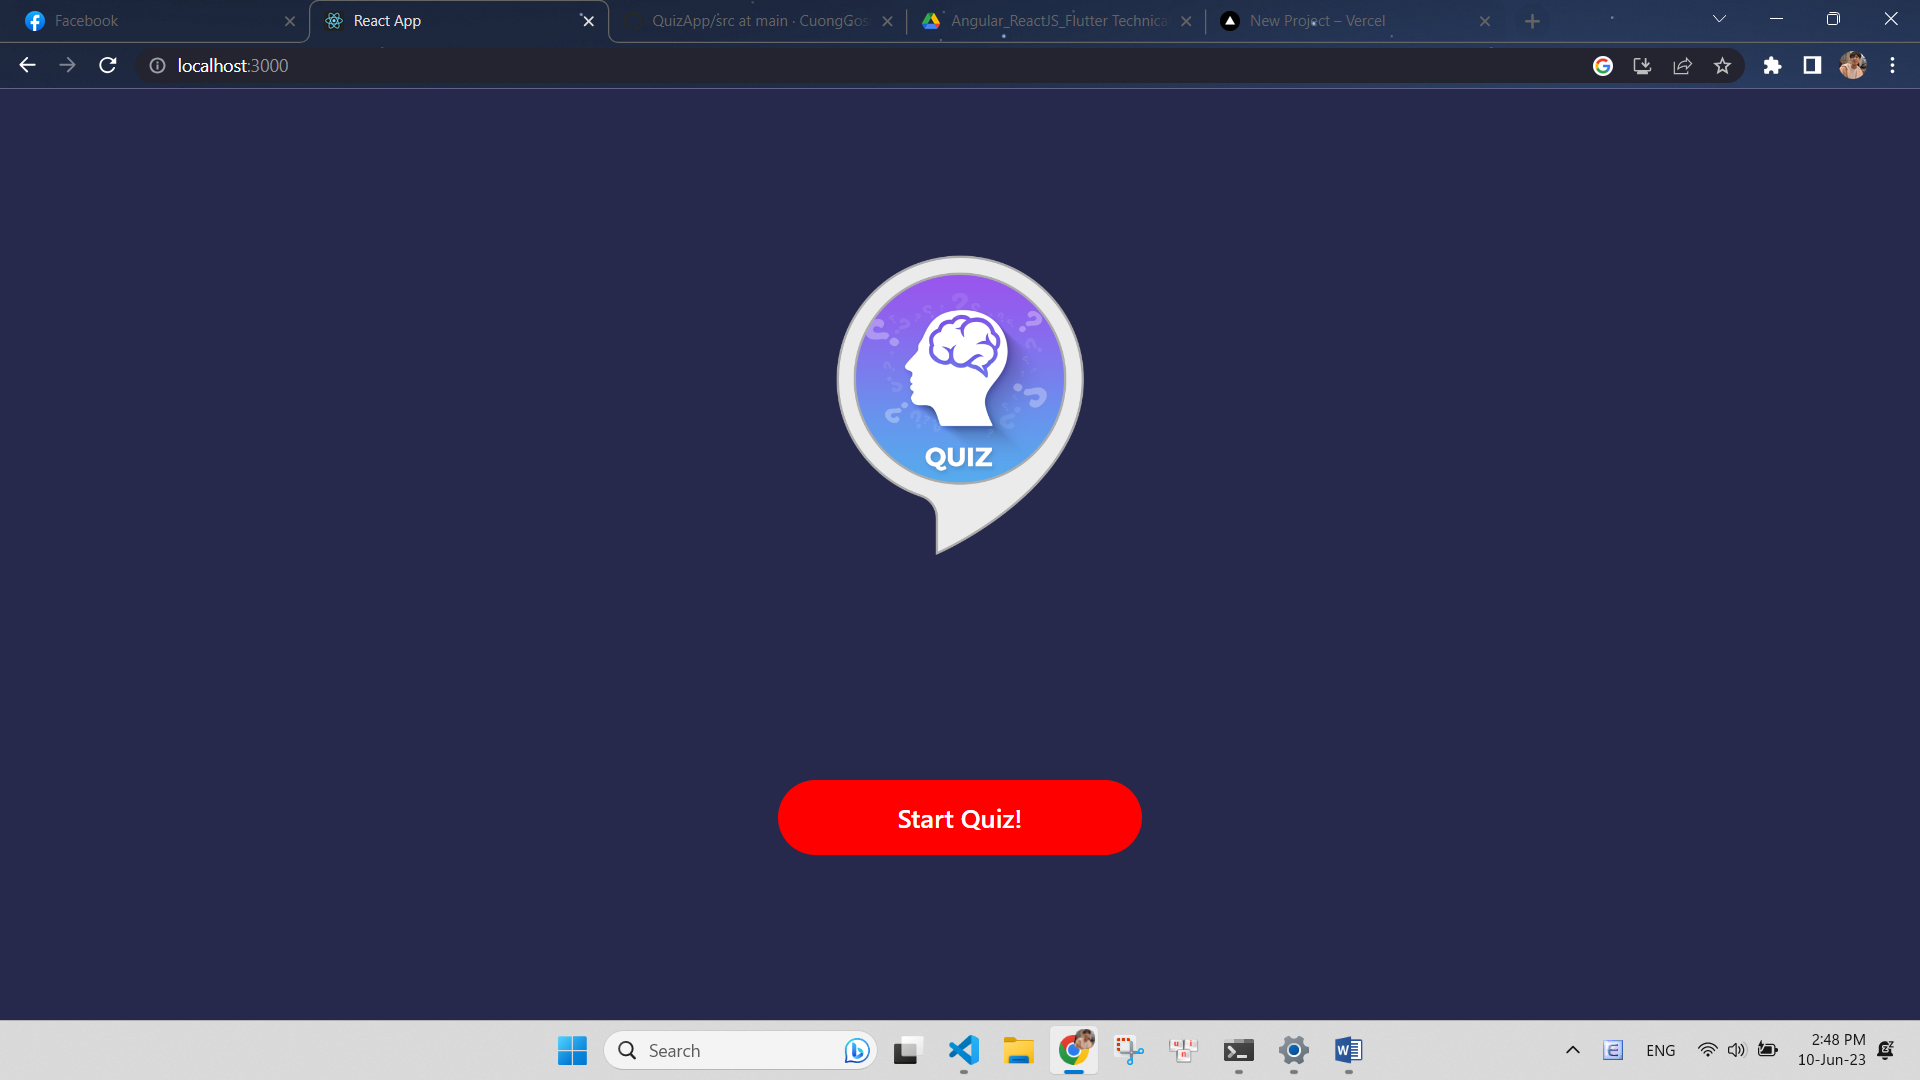 Facebook
React App
QuizApp/src at main · CuongGos
Angular_ReactJS_Flutter Technica
New Project – Vercel
localhost:3000
QUIZ
Start Quiz!
Search
ENG
2:48 PM
10-Jun-23